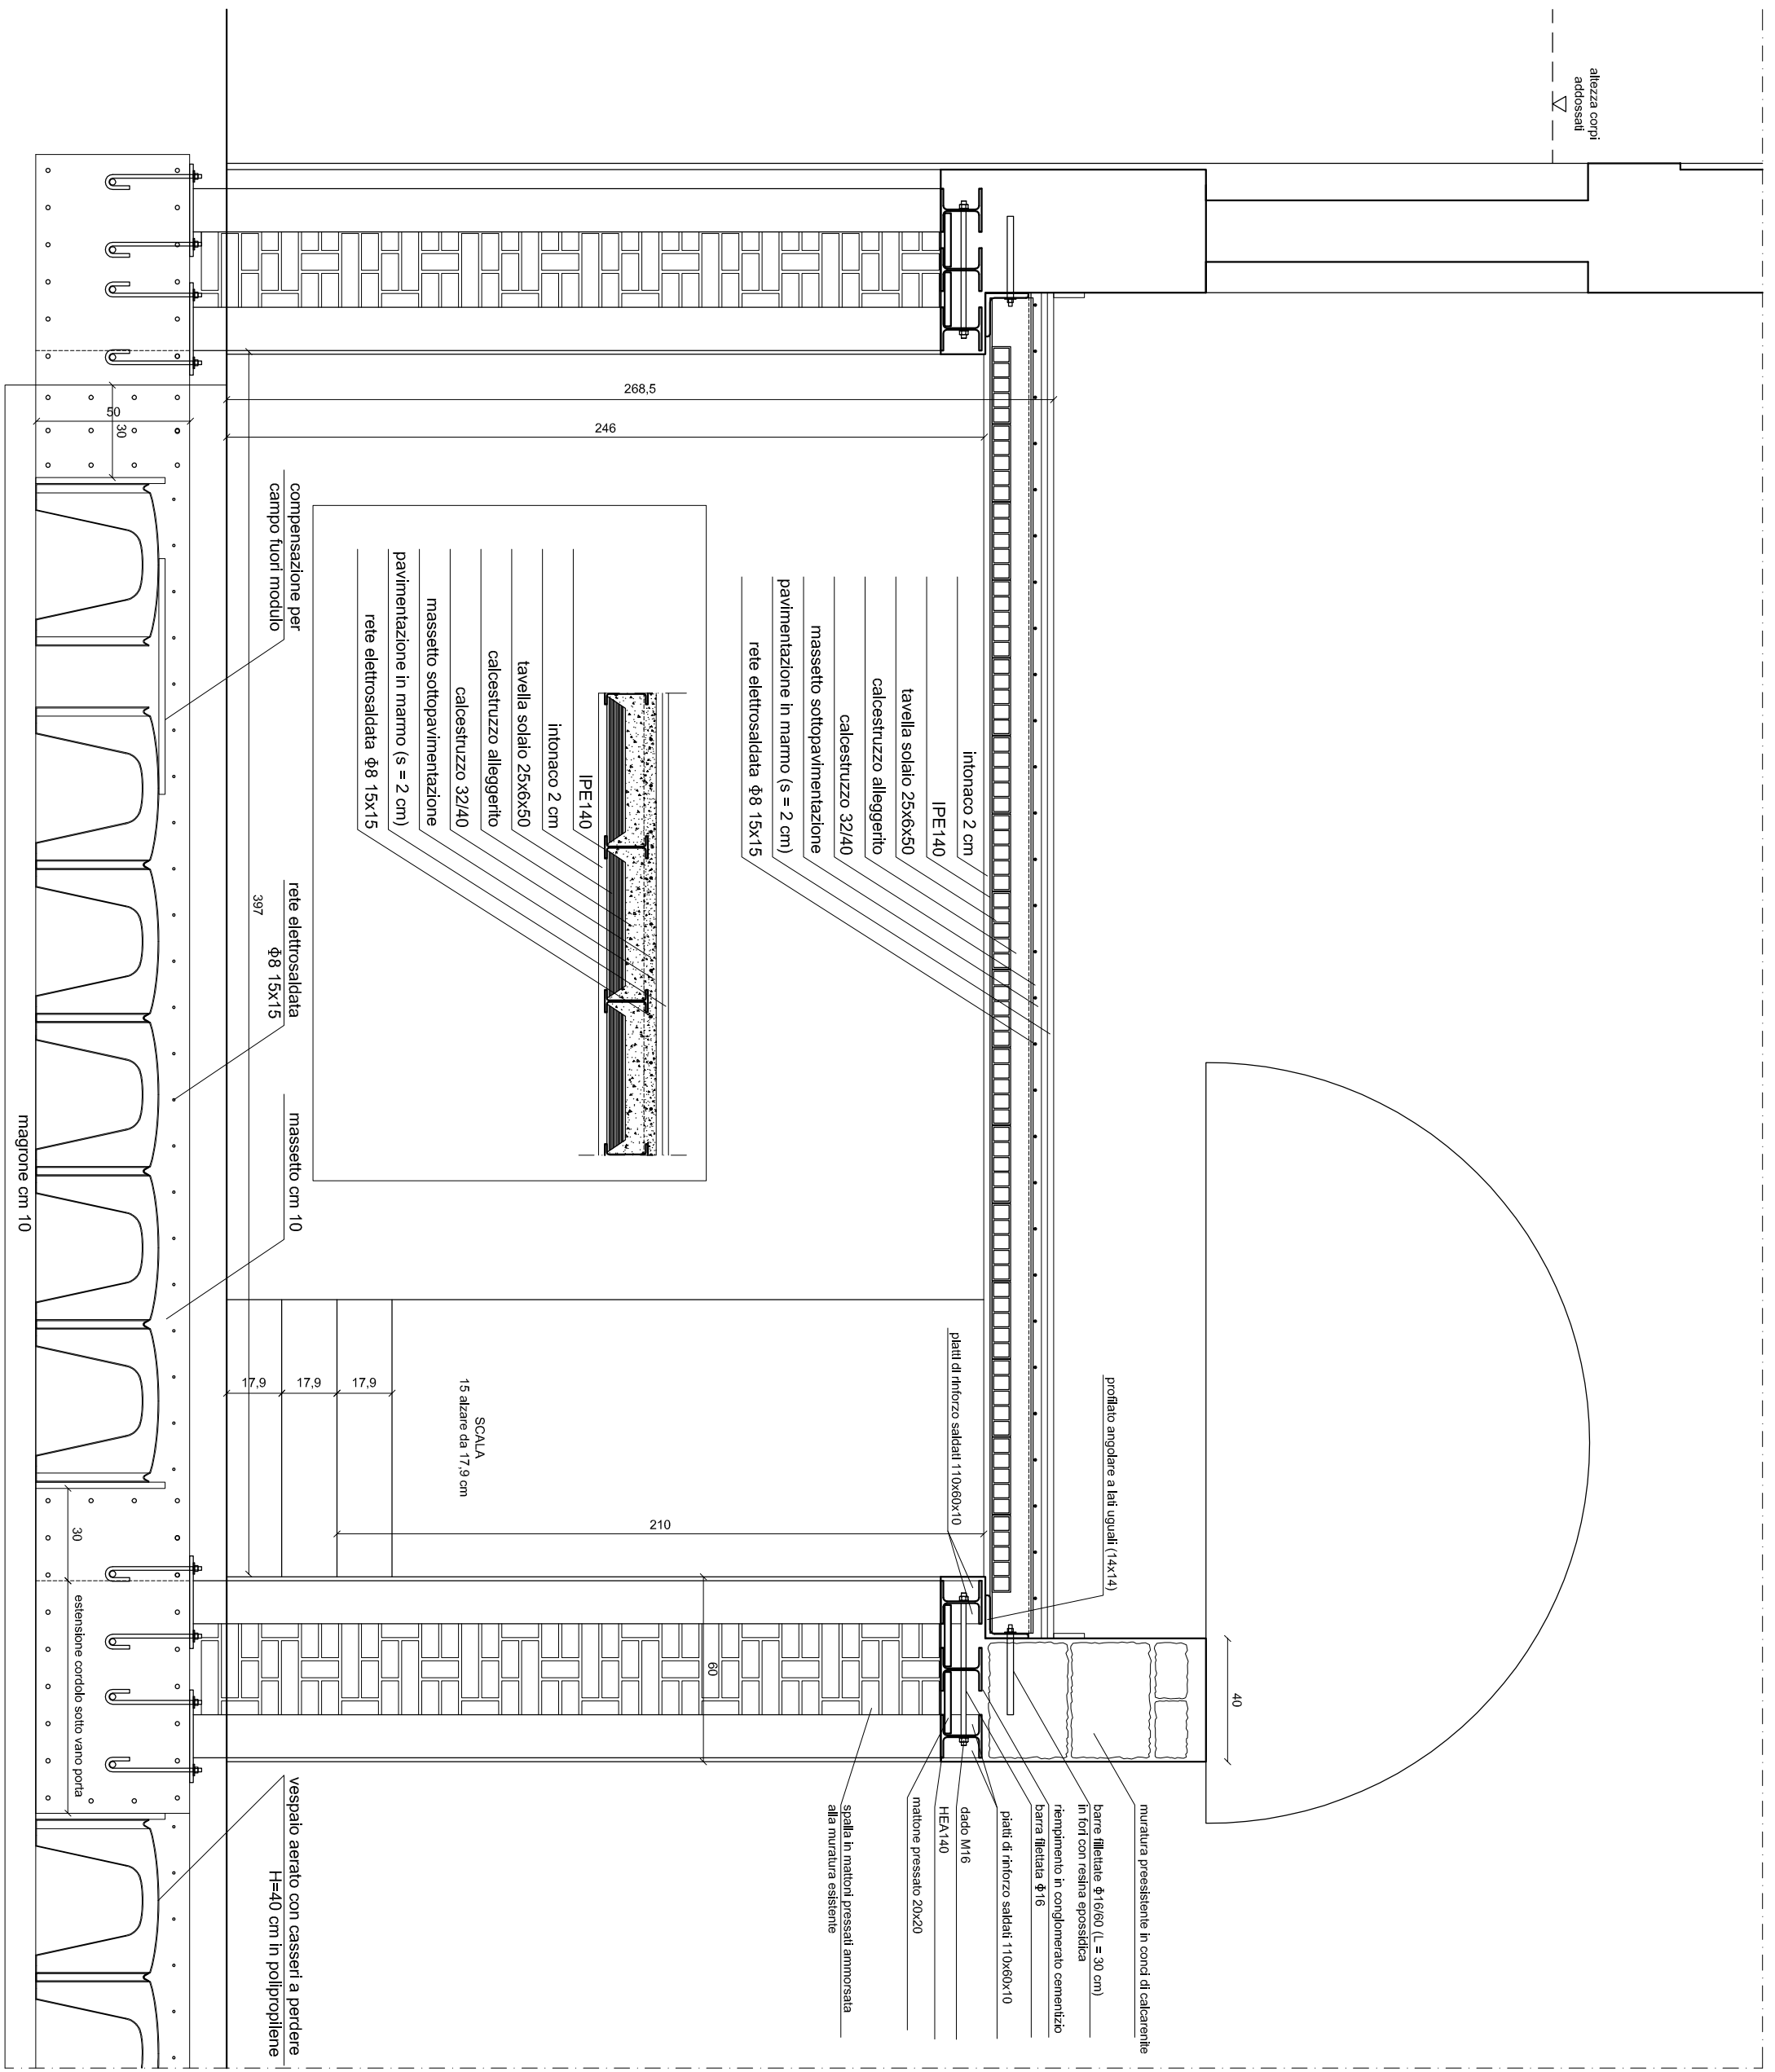 altezza corpi
addossati
268,5
246
50
30
compensazione per
campo fuori modulo
intonaco 2 cm
IPE140
tavella solaio 25x6x50
calcestruzzo alleggerito
calcestruzzo 32/40
massetto sottopavimentazione
pavimentazione in marmo (s = 2 cm)
rete elettrosaldata Φ8 15x15
IPE140
intonaco 2 cm
tavella solaio 25x6x50
calcestruzzo alleggerito
calcestruzzo 32/40
massetto sottopavimentazione
pavimentazione in marmo (s = 2 cm)
rete elettrosaldata Φ8 15x15
397
rete elettrosaldata
Φ8 15x15
massetto cm 10
magrone cm 10
profilato angolare a lati uguali (14x14)
piatti di rinforzo saldati 110x60x10
SCALA
15 alzare da 17,9 cm
17,9
17,9
17,9
210
60
40
30
estensione cordolo sotto vano porta
muratura preesistente in conci di calcarenite
barre filettate Φ16/60 (L = 30 cm)
in fori con resina epossidica
riempimento in conglomerato cementizio
barra filettata Φ16
piatti di rinforzo saldati 110x60x10
dado M16
HEA140
mattone pressato 20x20
spalla in mattoni pressati ammorsata
alla muratura esistente
vespaio aerato con casseri a perdere
H=40 cm in polipropilene